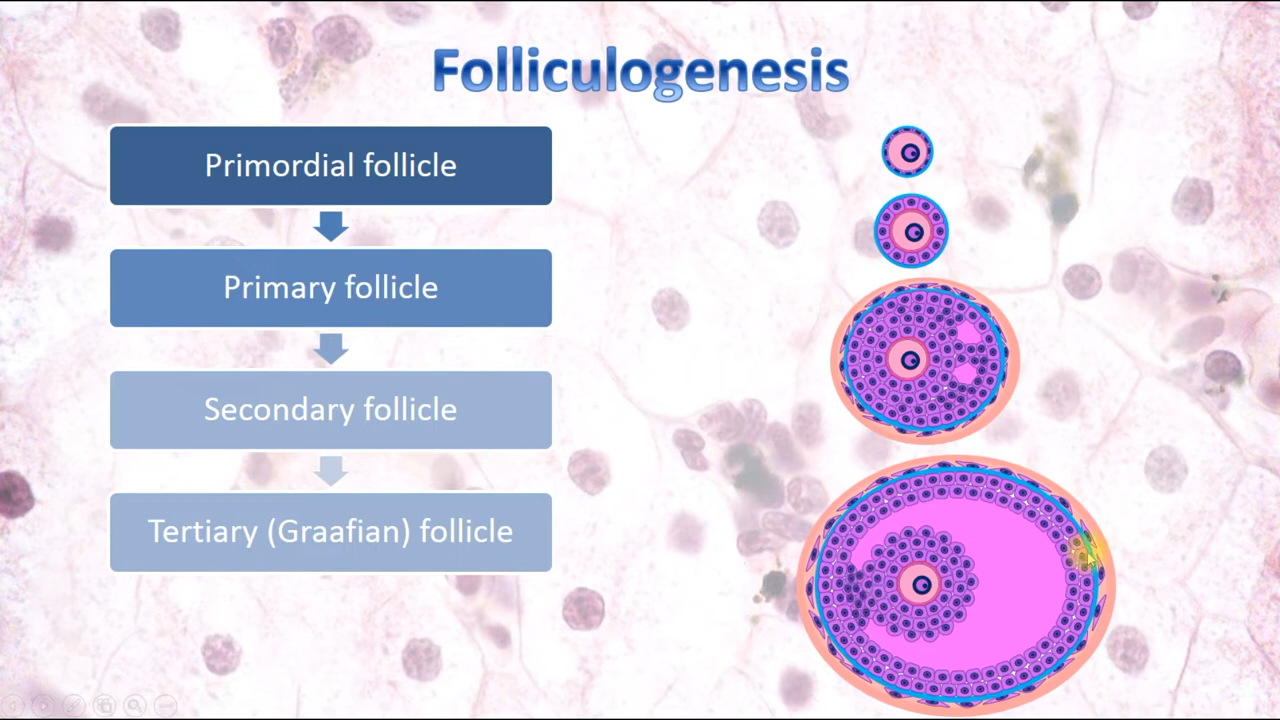 Folliculogenesis
Primordial follicle
Primary follicle
Secondary follicle
Tertiary (Graafian) follicle